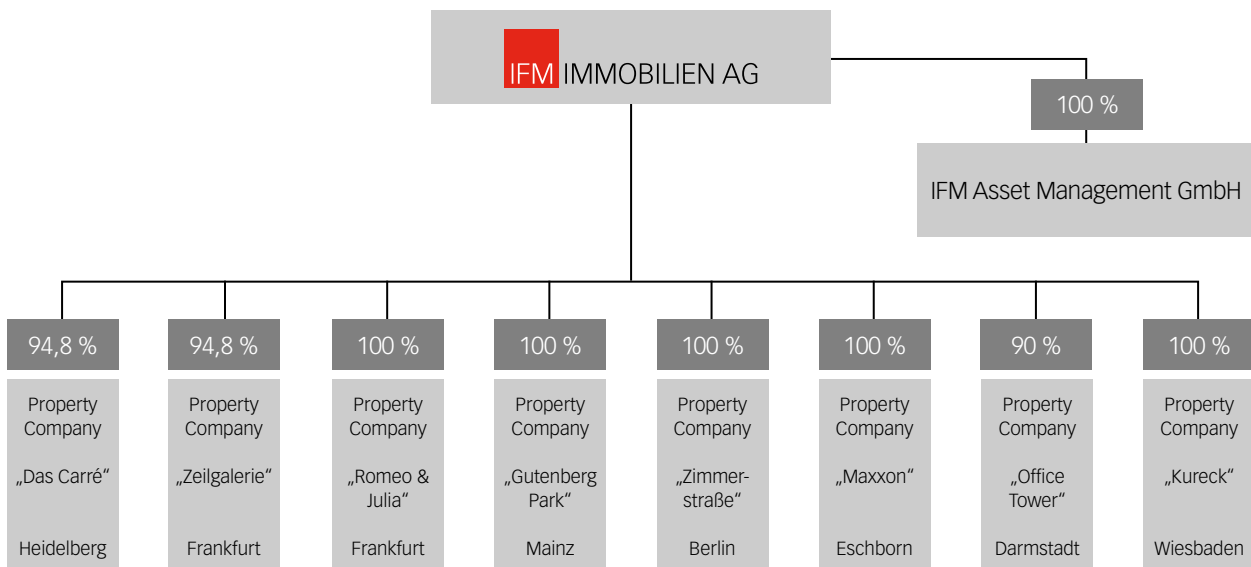 IFM IMMOBILIEN AG
100 %
IFM Asset Management GmbH
94,8 %
Property
Company
„Das Carré“
Heidelberg
94,8 %
Property
Company
„Zeilgalerie“
Frankfurt
100 %
Property
Company
„Romeo &
Julia“
Frankfurt
100 %
Property
Company
„Gutenberg
Park“
Mainz
100 %
Property
Company
„Zimmer-
straße“
Berlin
100 %
Property
Company
„Maxxon“
Eschborn
90 %
Property
Company
„Office
Tower“
Darmstadt
100 %
Property
Company
„Kureck“
Wiesbaden